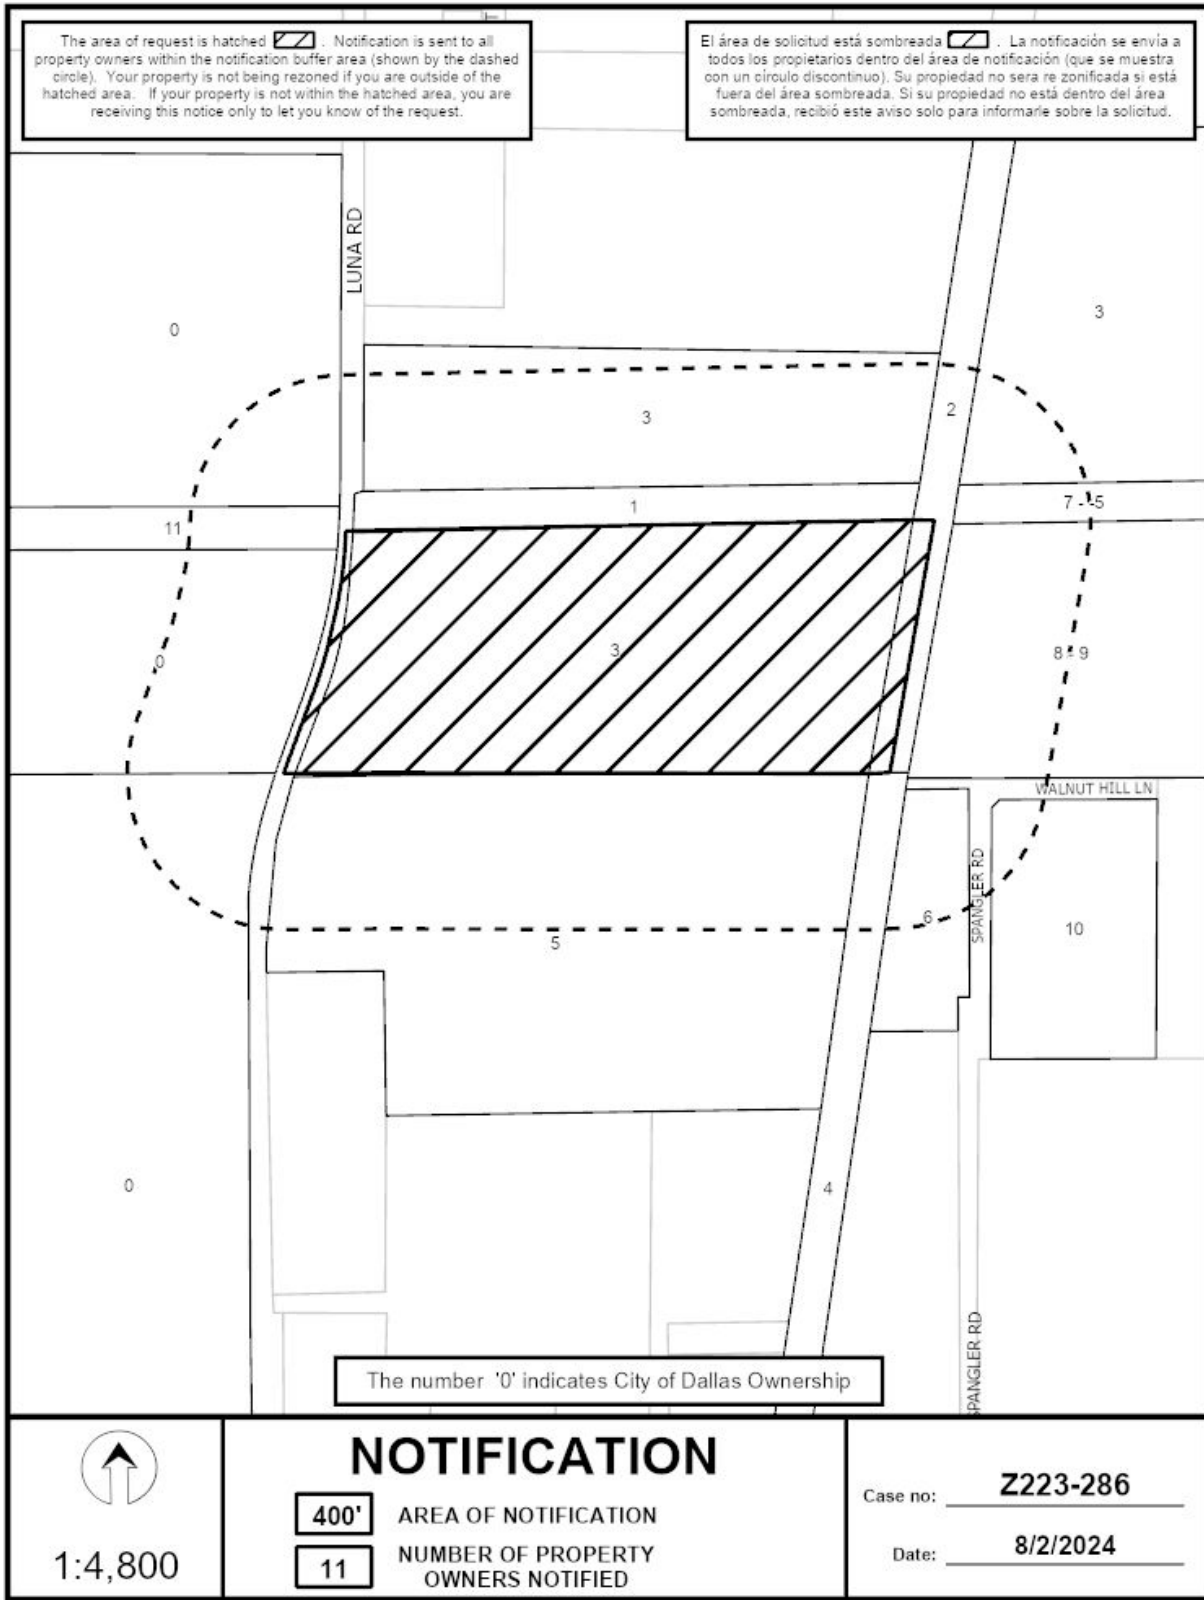 The area of request is hatched . Notification is sent to all
property owners within the notification buffer area (shown by the dashed
circle). Your property is not being rezoned if you are outside of the
hatched area. If your property is not within the hatched area, you are
receiving this notice only to let you know of the request.
El área de solicitud está sombreada . La notificación se envía a
todos los propietarios dentro del área de notificación (que se muestra
con un círculo discontinuo). Su propiedad no sera re zonificada si está
fuera del área sombreada. Si su propiedad no está dentro del área
sombreada, recibió este aviso solo para informarle sobre la solicitud.
LUNA RD
0
3
3
2
1
7 - 5
11
3
0
8 - 9
WALNUT HILL LN
SPANGLER RD
6
10
5
0
4
SPANGLER RD
The number '0' indicates City of Dallas Ownership
1:4,800
NOTIFICATION
400' AREA OF NOTIFICATION
11 NUMBER OF PROPERTY
OWNERS NOTIFIED
Case no: Z223-286
Date: 8/2/2024